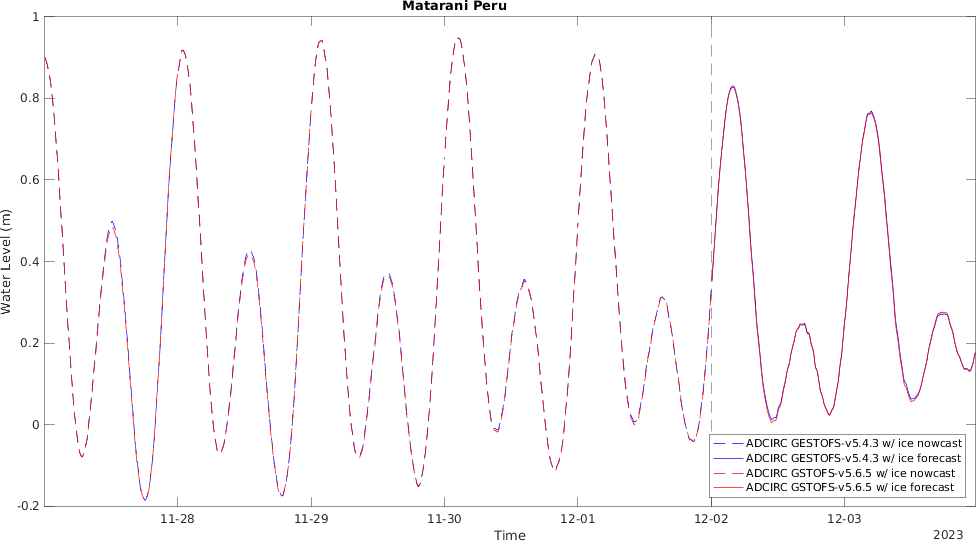 Matarani Peru
1
0.8
0.6
0.4
0.2
0
-0.2
Water Level (m)
11-28
11-29
11-30
12-01
12-02
12-03
Time
2023
ADCIRC GESTOFS-v5.4.3 w/ ice nowcast
ADCIRC GESTOFS-v5.4.3 w/ ice forecast
ADCIRC GSTOFS-v5.6.5 w/ ice nowcast
ADCIRC GSTOFS-v5.6.5 w/ ice forecast